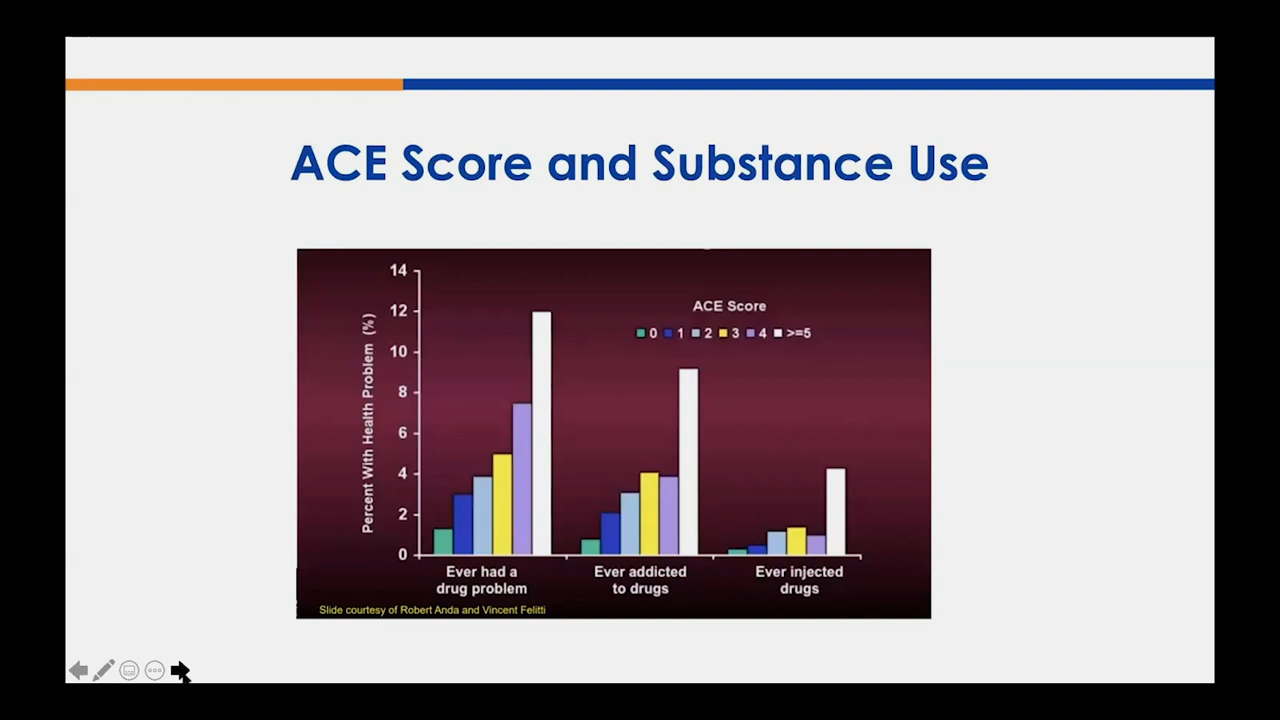 ACE Score and Substance Use
14
12
10
8
6
4
2
0
Percent With Health Problem (%)
ACE Score
0 1 2 3 4 >=5
Ever had a
drug problem
Ever addicted
to drugs
Ever injected
drugs
Slide courtesy of Robert Anda and Vincent Felitti